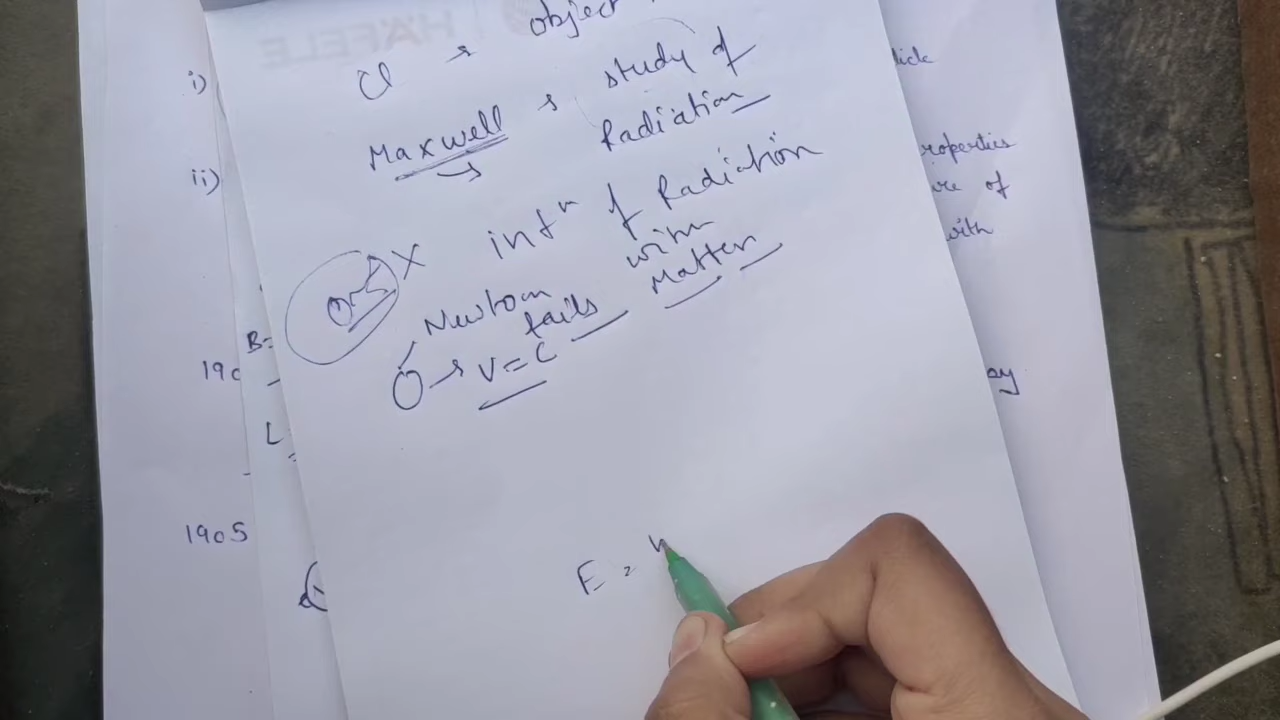 object
Cl
Maxwell → study of
Radiation
X intⁿ of Radiation
with
Matter
Newton
fails
O → v = c
E =
i)
ii)
B=
190
L
1905
roperties
re of
with
ay
HÄFELE